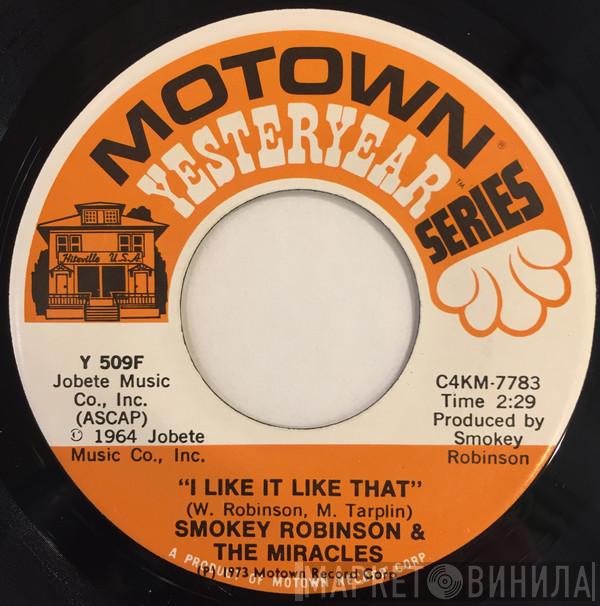 MOTOWN®
YESTERYEAR™
SERIES
Hitsville U.S.A.
Y 509F
Jobete Music
Co., Inc.
(ASCAP)
℗ 1964 Jobete
Music Co., Inc.
C4KM-7783
Time 2:29
Produced by
Smokey
Robinson
"I LIKE IT LIKE THAT"
(W. Robinson, M. Tarplin)
SMOKEY ROBINSON &
THE MIRACLES
(P) 1973 Motown Record Corp.
A PRODUCT OF MOTOWN RECORD CORP.
МАРКЕТ ВИНИЛА